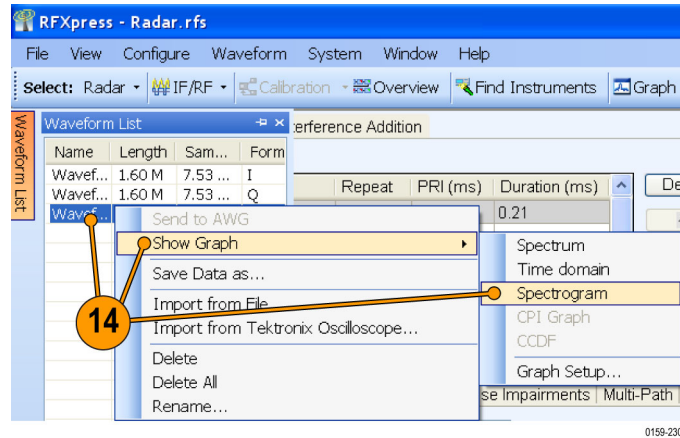 RFXpress - Radar.rfs
File View Configure Waveform System Window Help
Select: Radar IF/RF Calibration Overview Find Instruments Graph
Waveform List
Waveform List
erference Addition
Name Length Sam... Form
Wavef... 1.60 M 7.53 ... I
Wavef... 1.60 M 7.53 ... Q
Wavef...
Repeat PRI (ms) Duration (ms)
De
0.21
Send to AWG
Show Graph
Save Data as...
Import from File
Import from Tektronix Oscilloscope...
Delete
Delete All
Rename...
Spectrum
Time domain
Spectrogram
CPI Graph
CCDF
Graph Setup...
14
se Impairments Multi-Path
0159-230